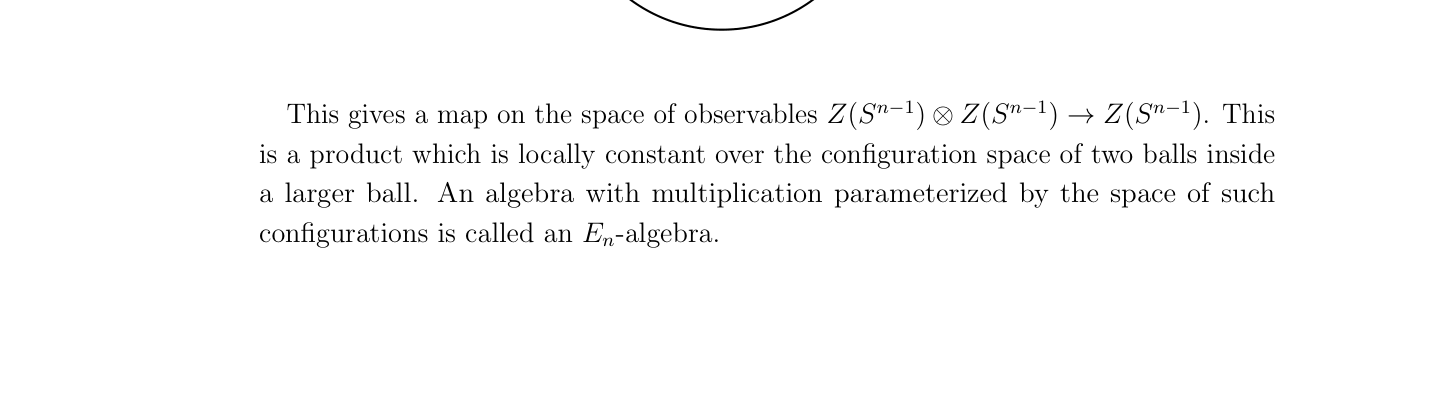 This gives a map on the space of observables $Z(S^{n-1}) \otimes Z(S^{n-1}) \to Z(S^{n-1})$. This
is a product which is locally constant over the configuration space of two balls inside
a larger ball. An algebra with multiplication parameterized by the space of such
configurations is called an $E_n$-algebra.